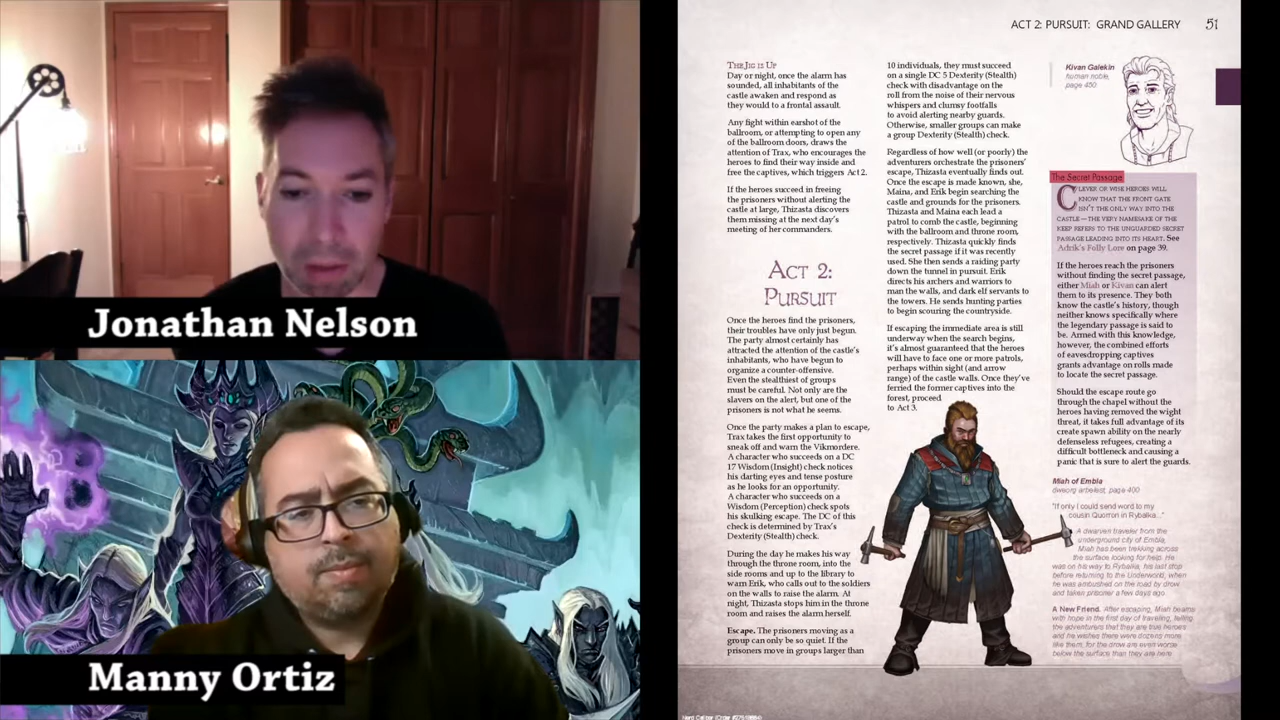 Jonathan Nelson
Manny Ortiz
ACT 2: PURSUIT: GRAND GALLERY 51
THE JIG IS UP
Day or night, once the alarm has
sounded, all inhabitants of the
castle awaken and respond as
they would to a frontal assault.
Any fight within earshot of the
ballroom, or attempting to open any
of the ballroom doors, draws the
attention of Trax, who encourages the
heroes to find their way inside and
free the captives, which triggers Act 2.
If the heroes succeed in freeing
the prisoners without alerting the
castle at large, Thizasta discovers
them missing at the next day's
meeting of her commanders.
ACT 2:
PURSUIT
Once the heroes find the prisoners,
their troubles have only just begun.
The party almost certainly has
attracted the attention of the castle's
inhabitants, who have begun to
organize a counter-offensive.
Even the stealthiest of groups
must be careful. Not only are the
slavers on the alert, but one of the
prisoners is not what he seems.
Once the party makes a plan to escape,
Trax takes the first opportunity to
sneak off and warn the Vikmordere.
A character who succeeds on a DC
17 Wisdom (Insight) check notices
his darting eyes and tense posture
as he looks for an opportunity.
A character who succeeds on a
Wisdom (Perception) check spots
his skulking escape. The DC of this
check is determined by Trax's
Dexterity (Stealth) check.
During the day he makes his way
through the throne room, into the
side rooms and up to the library to
warn Erik, who calls out to the soldiers
on the walls to raise the alarm. At
night, Thizasta stops him in the throne
room and raises the alarm herself.
Escape. The prisoners moving as a
group can only be so quiet. If the
prisoners move in groups larger than
10 individuals, they must succeed
on a single DC 5 Dexterity (Stealth)
check with disadvantage on the
roll from the noise of their nervous
whispers and clumsy footfalls
to avoid alerting nearby guards.
Otherwise, smaller groups can make
a group Dexterity (Stealth) check.
Regardless of how well (or poorly) the
adventurers orchestrate the prisoners'
escape, Thizasta eventually finds out.
Once the escape is made known, she,
Maina, and Erik begin searching the
castle and grounds for the prisoners.
Thizasta and Maina each lead a
patrol to comb the castle, beginning
with the ballroom and throne room,
respectively. Thizasta quickly finds
the secret passage if it was recently
used. She then sends a raiding party
down the tunnel in pursuit. Erik
directs his archers and warriors to
man the walls, and dark elf servants to
the towers. He sends hunting parties
to begin scouring the countryside.
If escaping the immediate area is still
underway when the search begins,
it's almost guaranteed that the heroes
will have to face one or more patrols,
perhaps within sight (and arrow
range) of the castle walls. Once they've
ferried the former captives into the
forest, proceed
to Act 3.
Kivan Galekin
human noble,
page 450
The Secret Passage
CLEVER OR WISE HEROES WILL
KNOW THAT THE FRONT GATE
ISN'T THE ONLY WAY INTO THE
CASTLE—THE VERY NAMESAKE OF THE
KEEP REFERS TO THE UNGUARDED SECRET
PASSAGE LEADING INTO ITS HEART. See
Adrik's Folly Lore on page 39.
If the heroes reach the prisoners
without finding the secret passage,
either Miah or Kivan can alert
them to its presence. They both
know the castle's history, though
neither knows specifically where
the legendary passage is said to
be. Armed with this knowledge,
however, the combined efforts
of eavesdropping captives
grants advantage on rolls made
to locate the secret passage.
Should the escape route go
through the chapel without the
heroes having removed the wight
threat, it takes full advantage of its
create spawn ability on the nearly
defenseless refugees, creating a
difficult bottleneck and causing a
panic that is sure to alert the guards.
Miah of Embla
dweorg arbelest, page 400
"If only I could send word to my
cousin Quorron in Rybalka..."
A dwarven traveler from the
underground city of Embla,
Miah has been trekking across
the surface looking for help. He
was on his way to Rybalka, his last stop
before returning to the Underworld, when
he was ambushed on the road by drow
and taken prisoner a few days ago.
A New Friend. After escaping, Miah beams
with hope in the first day of traveling, telling
the adventurers that they are true heroes
and he wishes there were dozens more
like them, for the drow are even worse
below the surface than they are here.